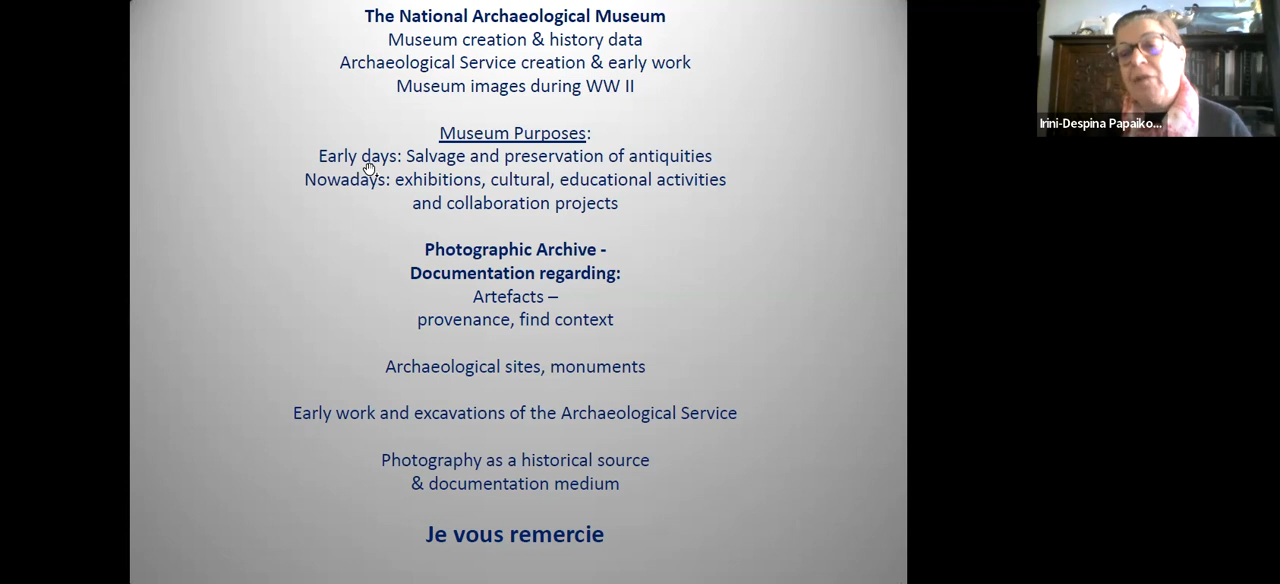 The National Archaeological Museum
Museum creation & history data
Archaeological Service creation & early work
Museum images during WW II
Museum Purposes:
Early days: Salvage and preservation of antiquities
Nowadays: exhibitions, cultural, educational activities
and collaboration projects
Photographic Archive -
Documentation regarding:
Artefacts –
provenance, find context
Archaeological sites, monuments
Early work and excavations of the Archaeological Service
Photography as a historical source
& documentation medium
Je vous remercie
Irini-Despina Papaiko...